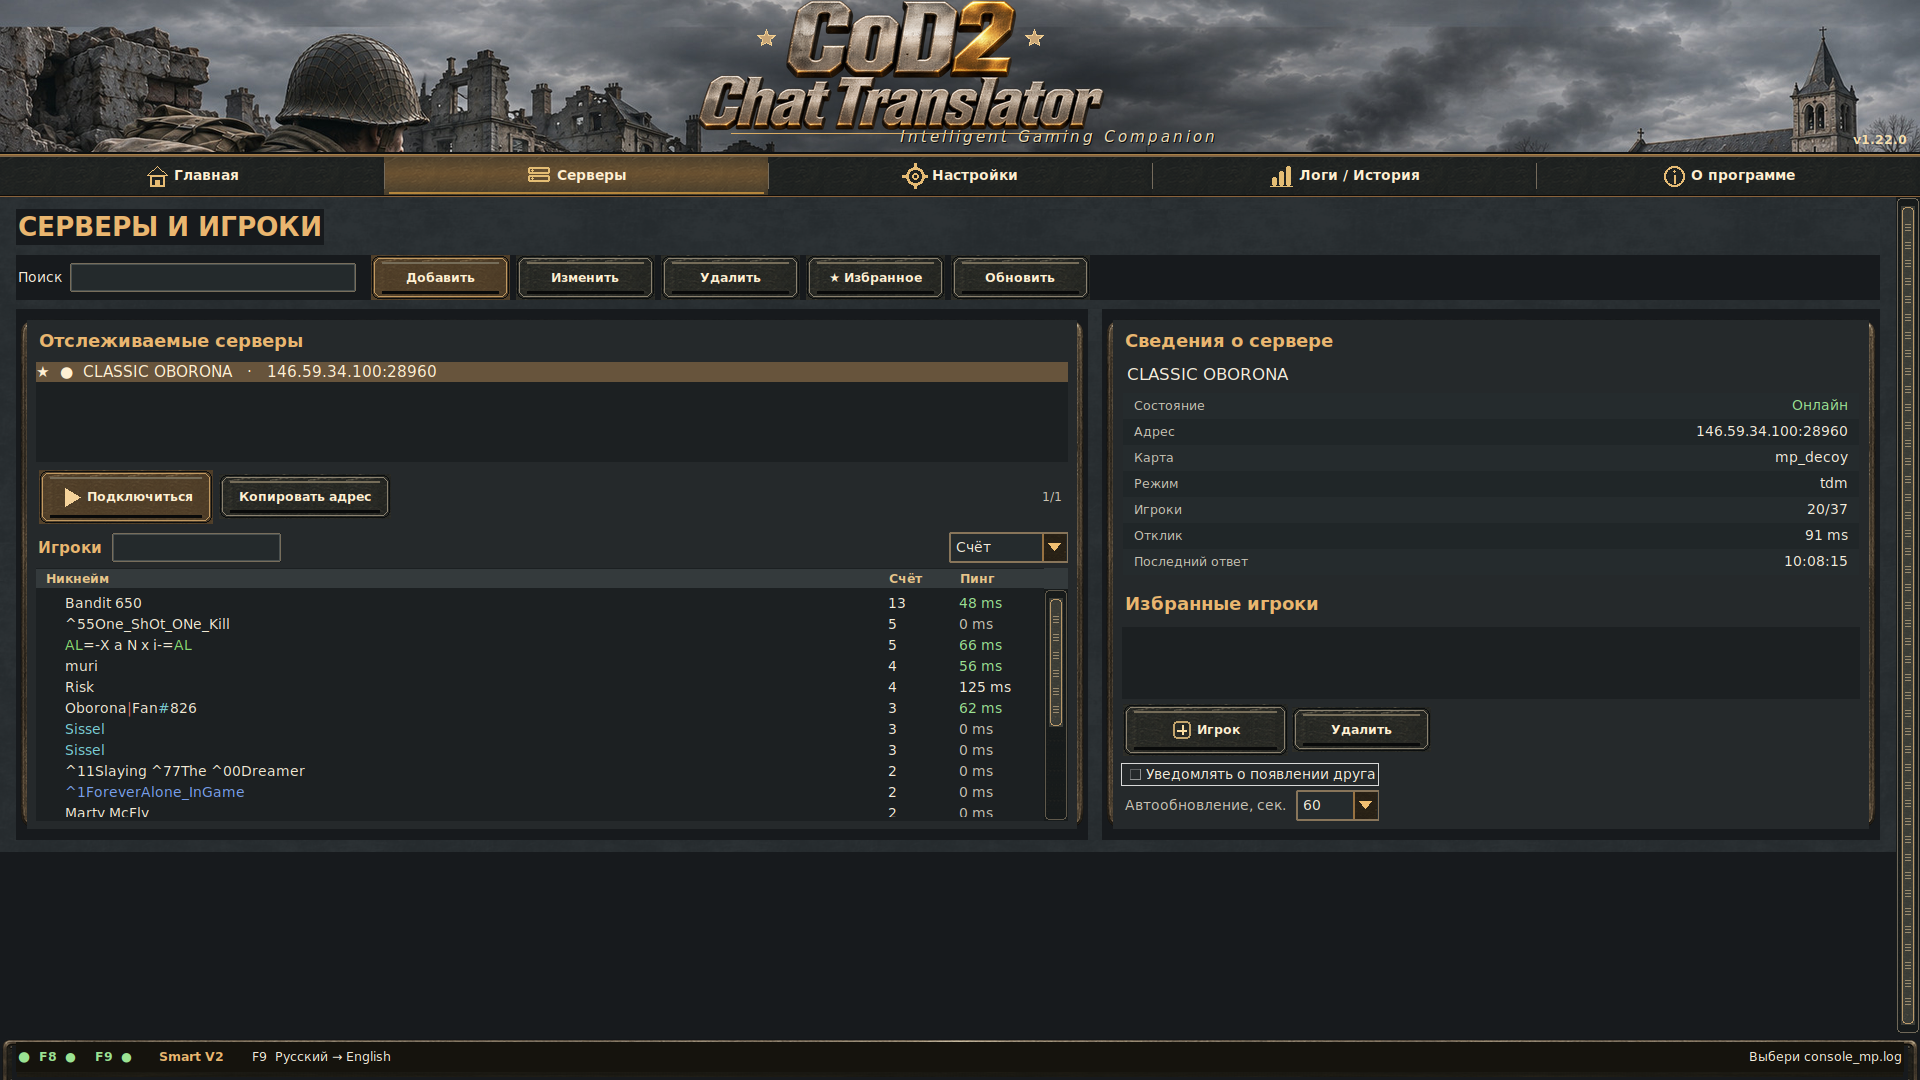 CoD2
Chat Translator
Intelligent Gaming Companion
v1.22.0
Главная
Серверы
Настройки
Логи / История
О программе
СЕРВЕРЫ И ИГРОКИ
Поиск
Добавить
Изменить
Удалить
★ Избранное
Обновить
Отслеживаемые серверы
★ ● CLASSIC OBORONA · 146.59.34.100:28960
Подключиться
Копировать адрес
1/1
Игроки
Счёт
Никнейм Счёт Пинг
Bandit 650 13 48 ms
^55One_ShOt_ONe_Kill 5 0 ms
AL=-X a N x i-=AL 5 66 ms
muri 4 56 ms
Risk 4 125 ms
Oborona|Fan#826 3 62 ms
Sissel 3 0 ms
Sissel 3 0 ms
^11Slaying ^77The ^00Dreamer 2 0 ms
^1ForeverAlone_InGame 2 0 ms
Marty McFly 2 0 ms
Сведения о сервере
CLASSIC OBORONA
Состояние Онлайн
Адрес 146.59.34.100:28960
Карта mp_decoy
Режим tdm
Игроки 20/37
Отклик 91 ms
Последний ответ 10:08:15
Избранные игроки
Игрок
Удалить
Уведомлять о появлении друга
Автообновление, сек. 60
● F8 ● F9 ● Smart V2 F9 Русский → English
Выбери console_mp.log